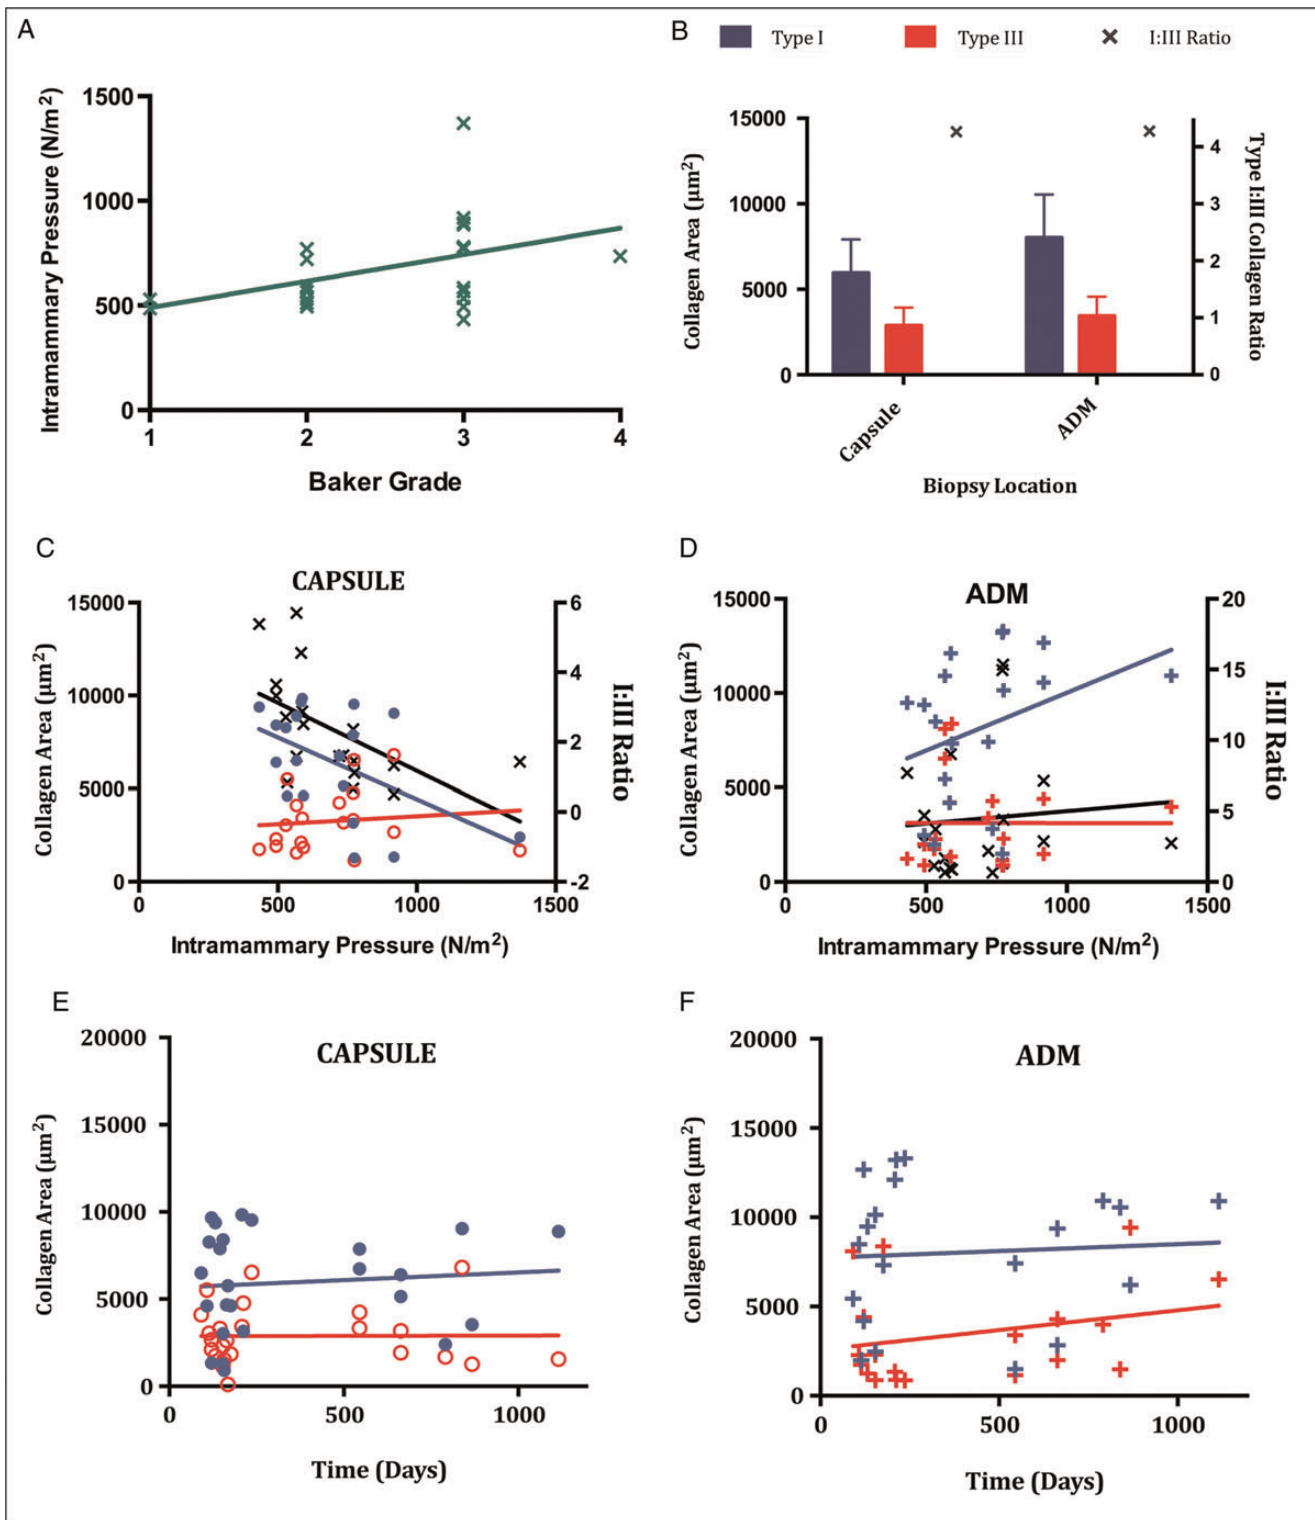 A
Intramammary Pressure (N/m²)
1500
1000
500
0
1 2 3 4
Baker Grade
B
Type I Type III I:III Ratio
Collagen Area (µm²)
15000
10000
5000
0
4
3
2
1
0
Type I:III Collagen Ratio
Capsule
ADM
Biopsy Location
C
CAPSULE
Collagen Area (µm²)
15000
10000
5000
0
6
4
2
0
-2
I:III Ratio
0 500 1000 1500
Intramammary Pressure (N/m²)
D
ADM
Collagen Area (µm²)
15000
10000
5000
0
20
15
10
5
0
I:III Ratio
0 500 1000 1500
Intramammary Pressure (N/m²)
E
CAPSULE
Collagen Area (µm²)
20000
15000
10000
5000
0
0 500 1000
Time (Days)
F
ADM
Collagen Area (µm²)
20000
15000
10000
5000
0
0 500 1000
Time (Days)